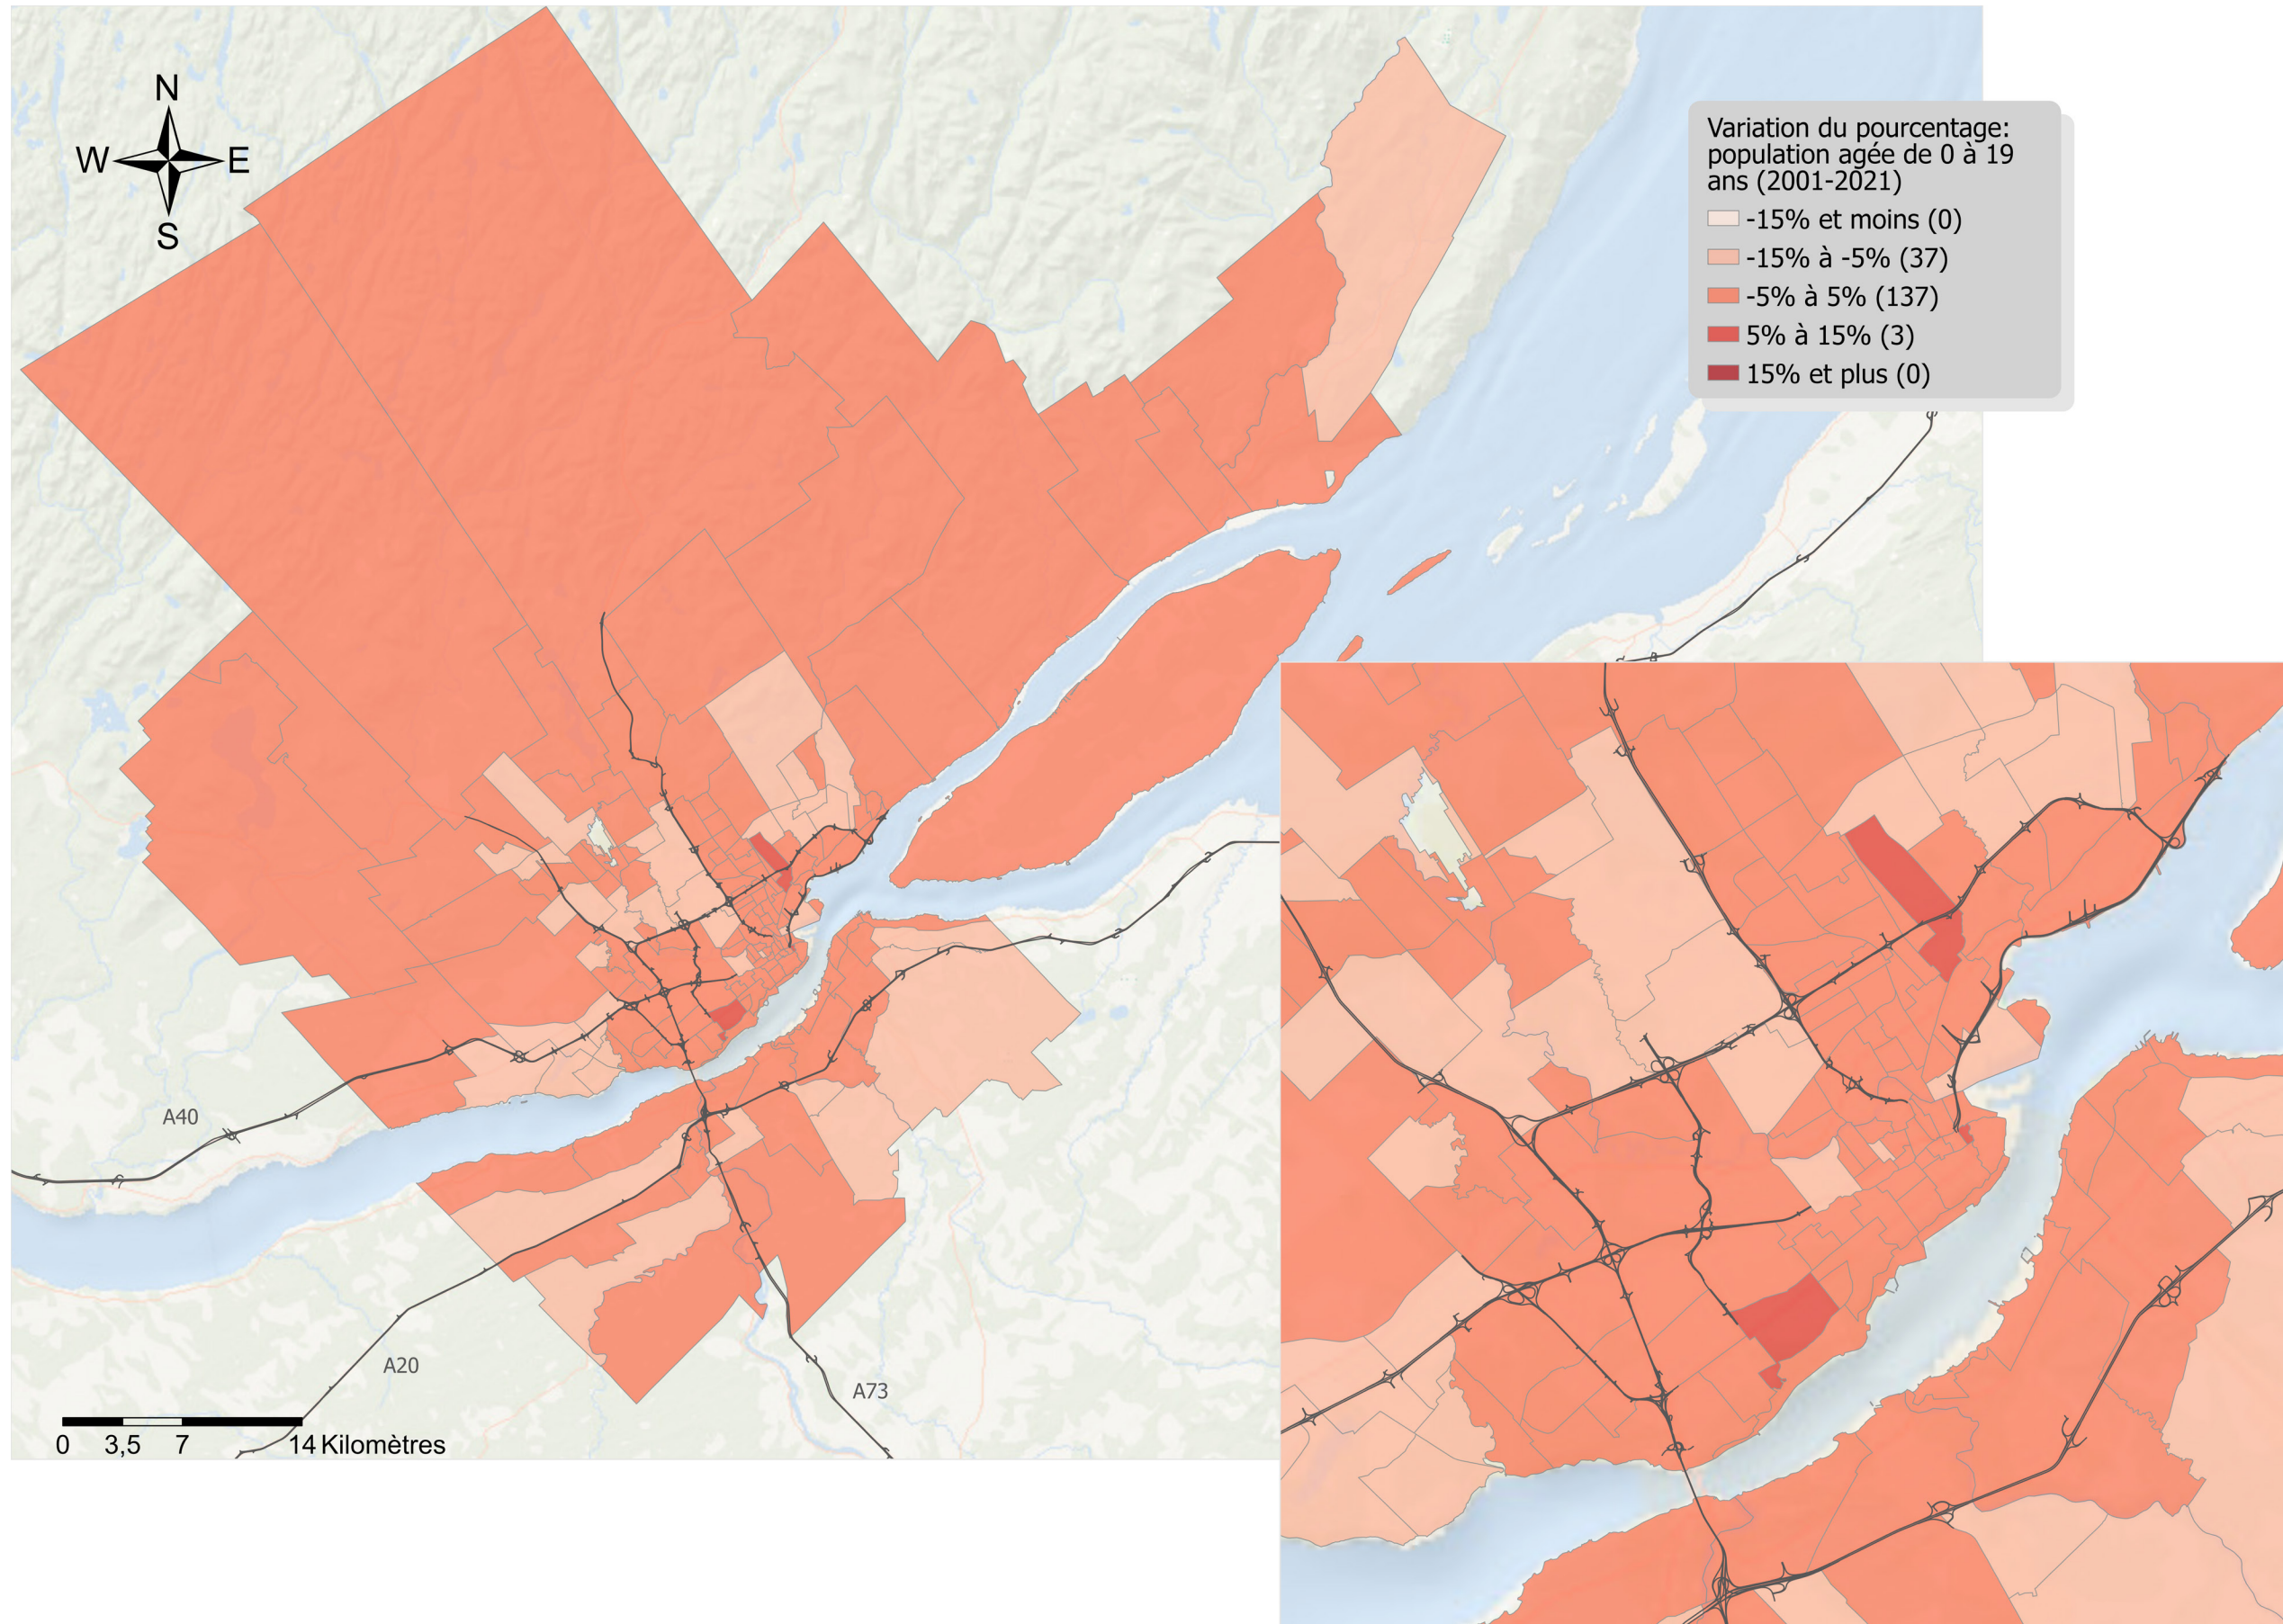 N
W E
S
Variation du pourcentage:
population agée de 0 à 19
ans (2001-2021)
-15% et moins (0)
-15% à -5% (37)
-5% à 5% (137)
5% à 15% (3)
15% et plus (0)
A40
A20
A73
0 3,5 7 14 Kilomètres